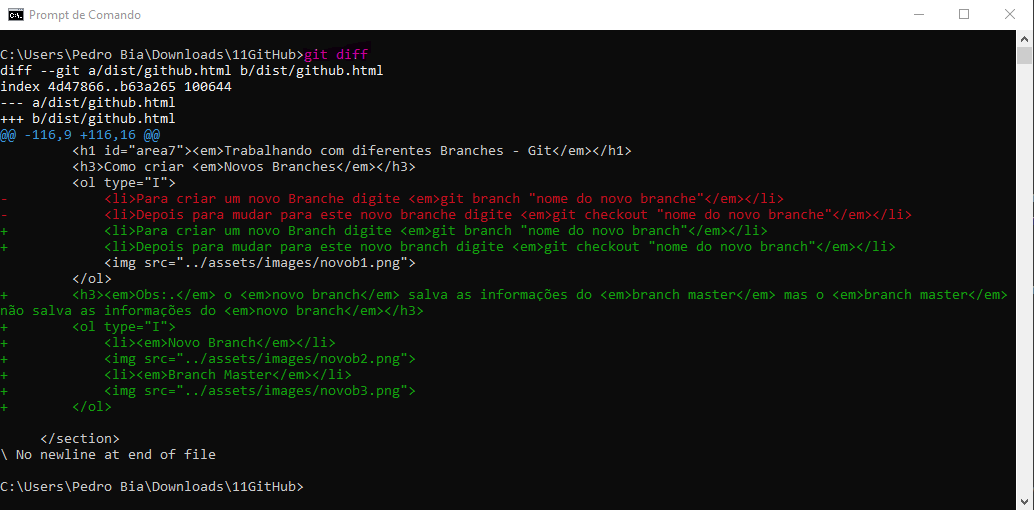 Prompt de Comando
C:\Users\Pedro Bia\Downloads\11GitHub>git diff
diff --git a/dist/github.html b/dist/github.html
index 4d47866..b63a265 100644
--- a/dist/github.html
+++ b/dist/github.html
@@ -116,9 +116,16 @@
         <h1 id="area7"><em>Trabalhando com diferentes Branches - Git</em></h1>
         <h3>Como criar <em>Novos Branches</em></h3>
         <ol type="I">
-            <li>Para criar um novo Branche digite <em>git branch "nome do novo branche"</em></li>
-            <li>Depois para mudar para este novo branche digite <em>git checkout "nome do novo branche"</em></li>
+            <li>Para criar um novo Branch digite <em>git branch "nome do novo branch"</em></li>
+            <li>Depois para mudar para este novo branch digite <em>git checkout "nome do novo branch"</em></li>
             <img src="../assets/images/novob1.png">
         </ol>
+        <h3><em>Obs:.</em> o <em>novo branch</em> salva as informações do <em>branch master</em> mas o <em>branch master</em>
não salva as informações do <em>novo branch</em></h3>
+        <ol type="I">
+            <li><em>Novo Branch</em></li>
+            <img src="../assets/images/novob2.png">
+            <li><em>Branch Master</em></li>
+            <img src="../assets/images/novob3.png">
+        </ol>
     </section>
\ No newline at end of file
C:\Users\Pedro Bia\Downloads\11GitHub>